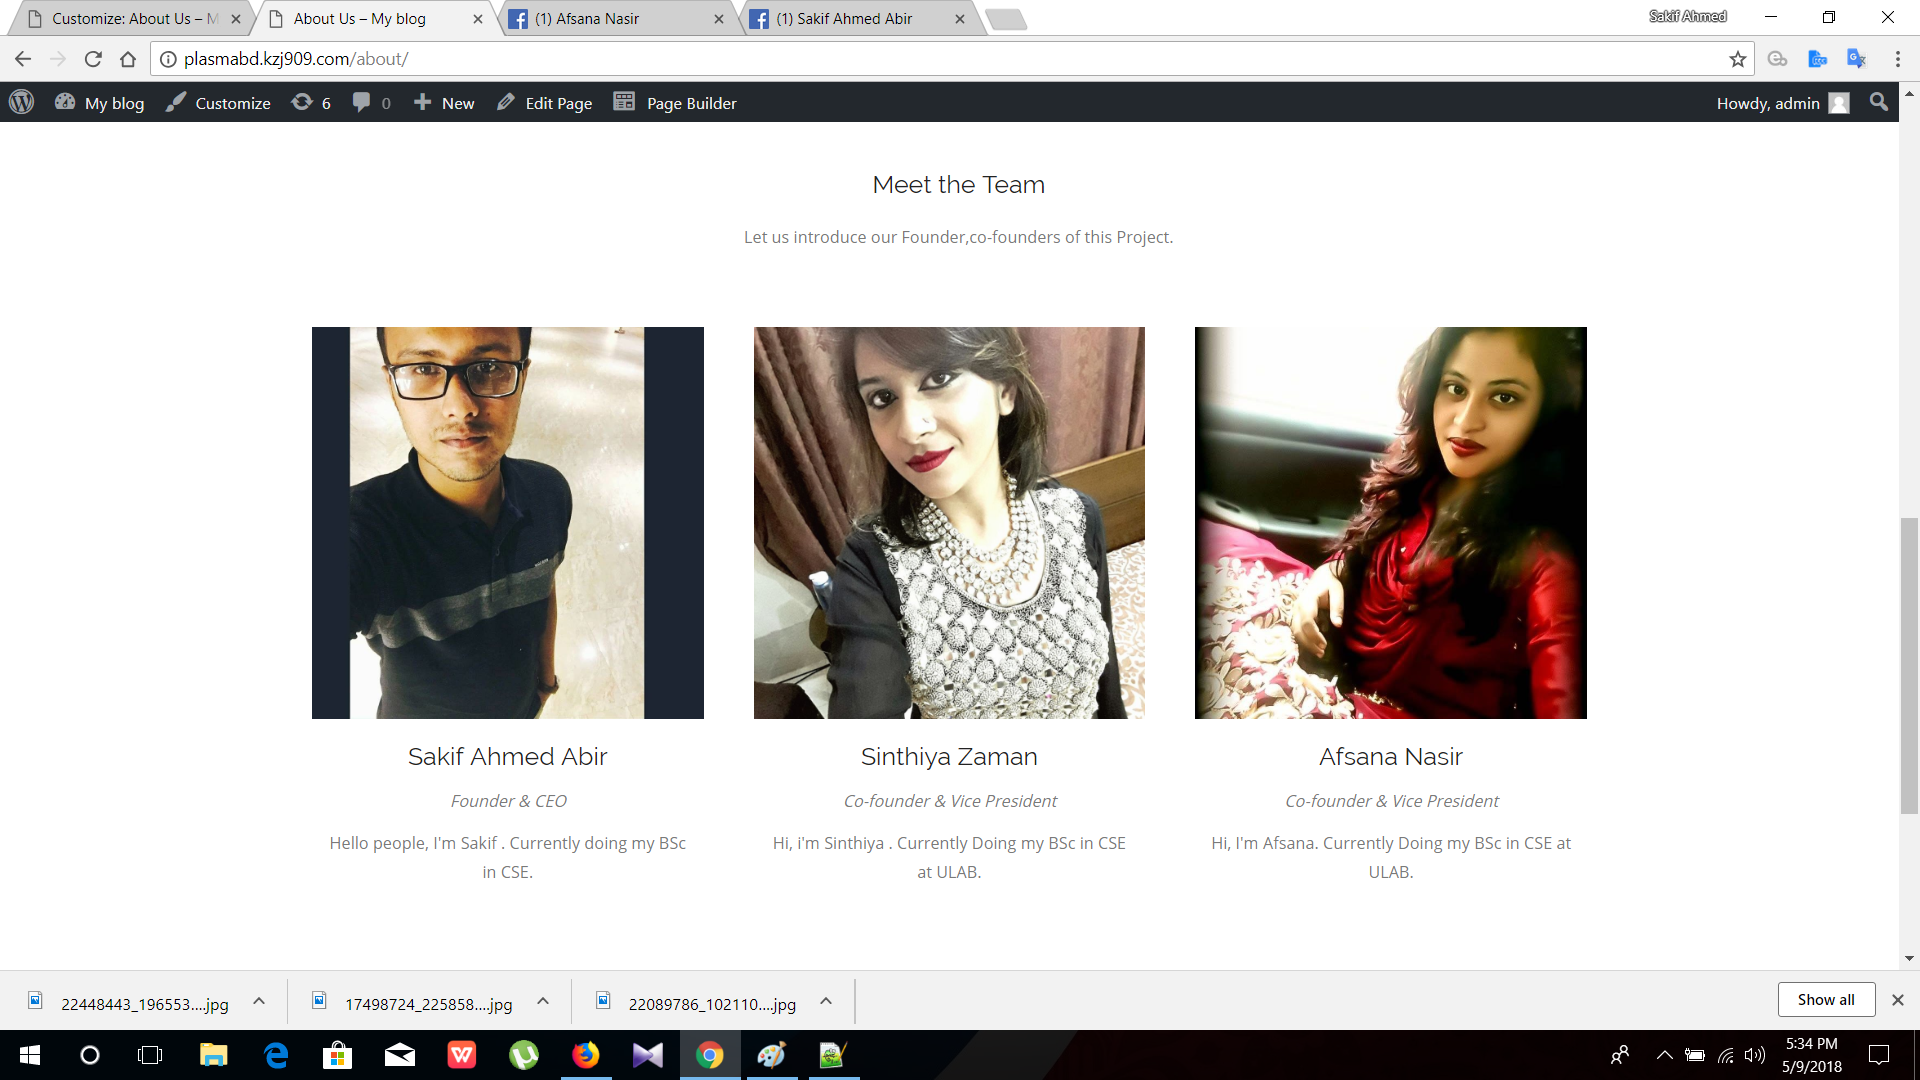 Customize: About Us – M
About Us – My blog
(1) Afsana Nasir
(1) Sakif Ahmed Abir
Sakif Ahmed
plasmabd.kzj909.com/about/
My blog Customize 6 0 New Edit Page Page Builder Howdy, admin
Meet the Team
Let us introduce our Founder,co-founders of this Project.
Sakif Ahmed Abir
Founder & CEO
Hello people, I'm Sakif . Currently doing my BSc
in CSE.
Sinthiya Zaman
Co-founder & Vice President
Hi, i'm Sinthiya . Currently Doing my BSc in CSE
at ULAB.
Afsana Nasir
Co-founder & Vice President
Hi, I'm Afsana. Currently Doing my BSc in CSE at
ULAB.
22448443_196553....jpg
17498724_225858....jpg
22089786_102110....jpg
Show all
5:34 PM
5/9/2018